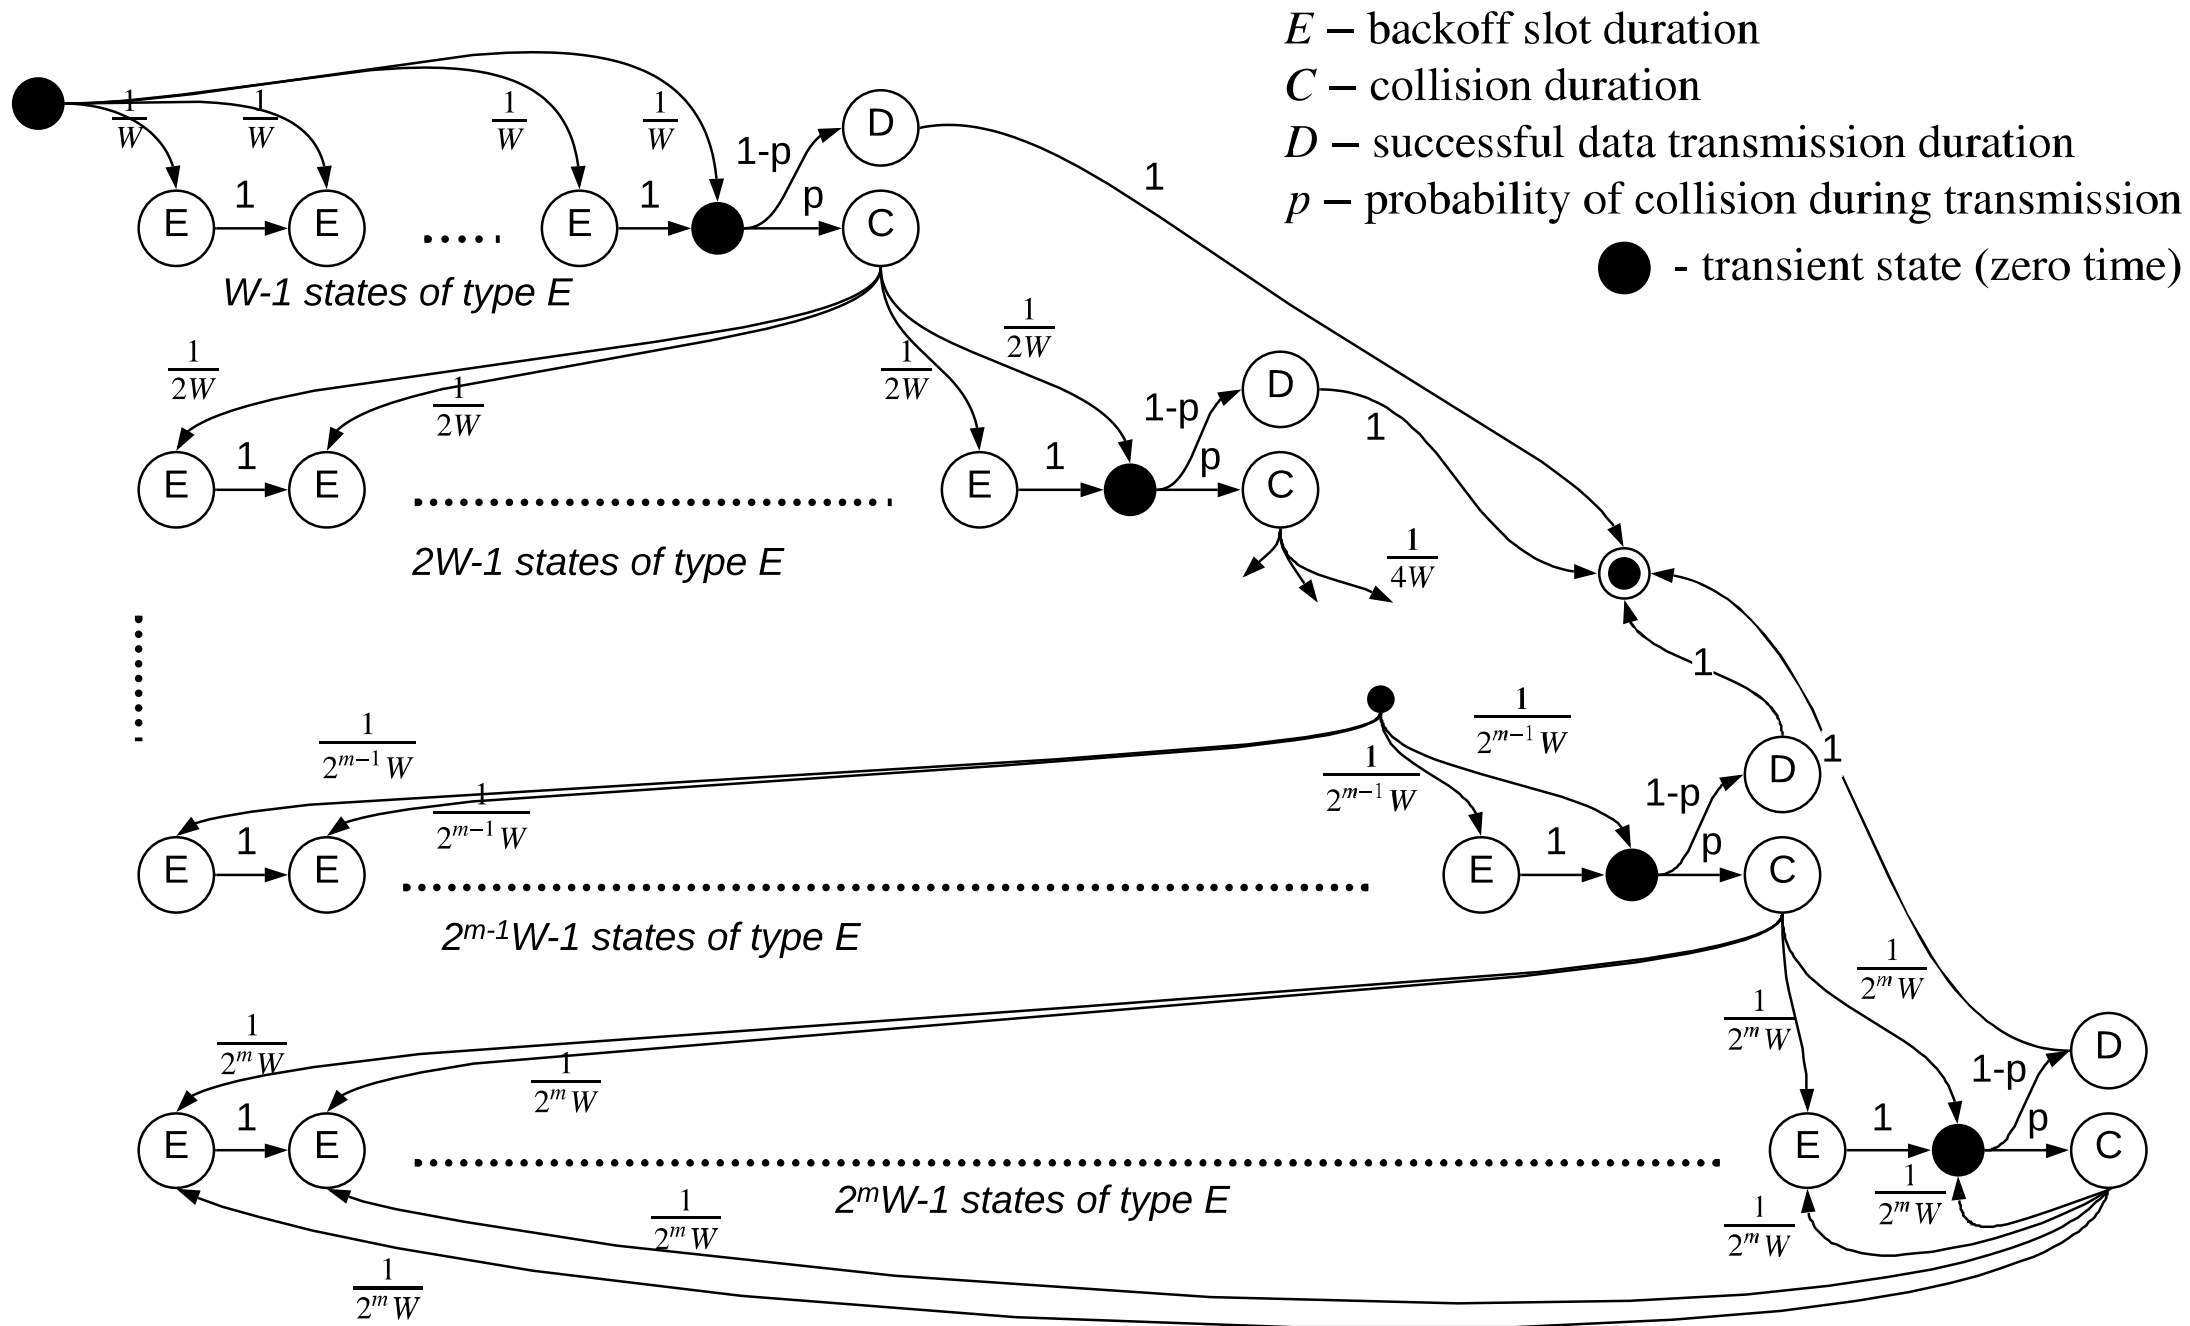 E – backoff slot duration
C – collision duration
D – successful data transmission duration
p – probability of collision during transmission
- transient state (zero time)
1/W 1/W 1/W 1/W
1-p D
p
E 1 E ..... E 1 C
1
W-1 states of type E
1/2W 1/2W 1/2W 1/2W
1-p D
p 1
E 1 E E 1 C
2W-1 states of type E
1/4W
1
1/2^{m-1}W 1/2^{m-1}W 1/2^{m-1}W 1/2^{m-1}W
1-p D 1
p
E 1 E E 1 C
2^{m-1}W-1 states of type E
1/2^mW 1/2^mW 1/2^mW 1/2^mW
1-p D
p
E 1 E E 1 C
2^mW-1 states of type E
1/2^mW 1/2^mW 1/2^mW 1/2^mW